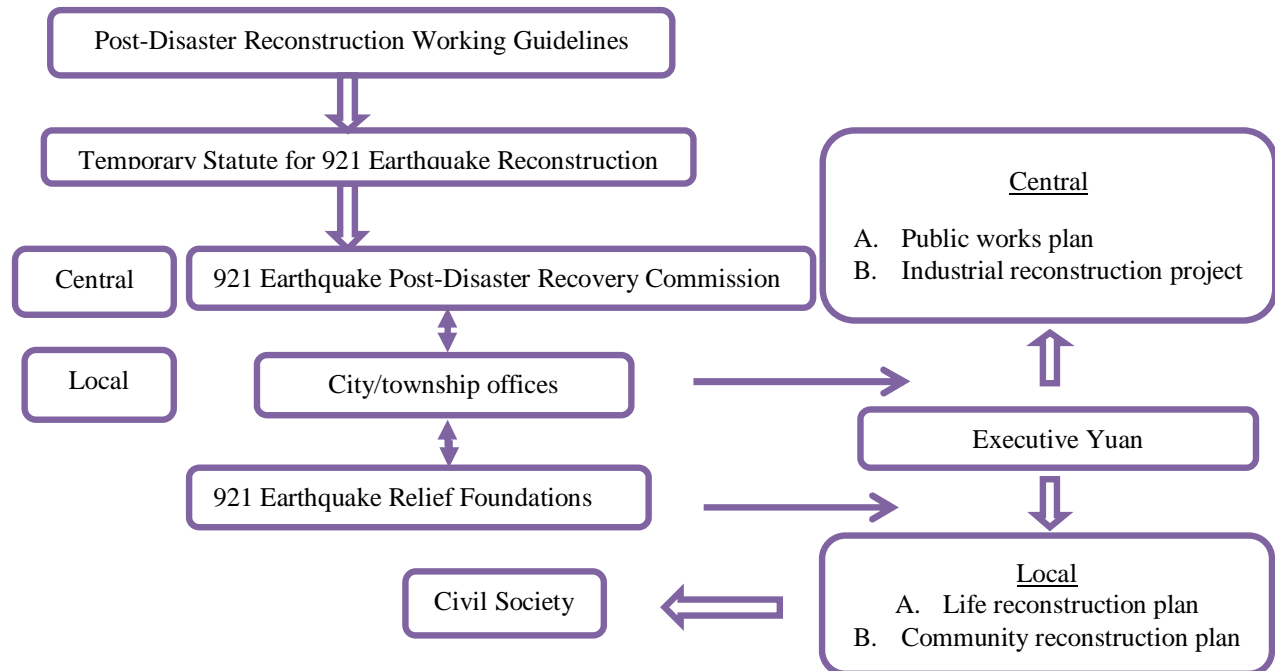 Post-Disaster Reconstruction Working Guidelines
Temporary Statute for 921 Earthquake Reconstruction
Central
921 Earthquake Post-Disaster Recovery Commission
Local
City/township offices
921 Earthquake Relief Foundations
Civil Society
Central
A. Public works plan
B. Industrial reconstruction project
Executive Yuan
Local
A. Life reconstruction plan
B. Community reconstruction plan